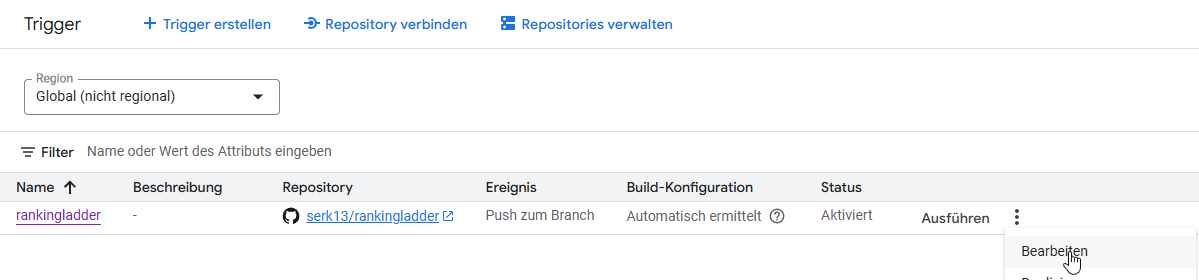 Trigger
Trigger erstellen
Repository verbinden
Repositories verwalten
Region
Global (nicht regional)
Filter
Name oder Wert des Attributs eingeben
Name Beschreibung Repository Ereignis Build-Konfiguration Status
rankingladder - serk13/rankingladder Push zum Branch Automatisch ermittelt Aktiviert Ausführen
Bearbeiten